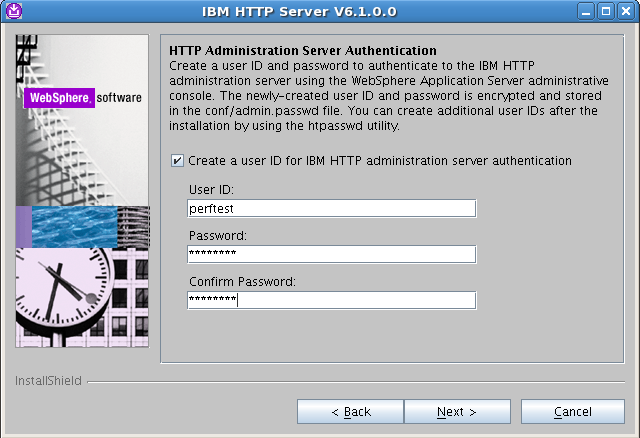 IBM HTTP Server V6.1.0.0
WebSphere. software
HTTP Administration Server Authentication
Create a user ID and password to authenticate to the IBM HTTP
administration server using the WebSphere Application Server administrative
console. The newly-created user ID and password is encrypted and stored
in the conf/admin.passwd file. You can create additional user IDs after the
installation by using the htpasswd utility.
Create a user ID for IBM HTTP administration server authentication
User ID:
perftest
Password:
********
Confirm Password:
********
InstallShield
< Back
Next >
Cancel